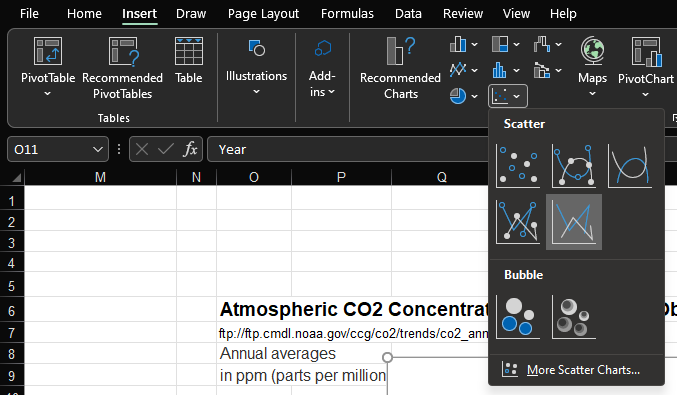 File Home Insert Draw Page Layout Formulas Data Review View Help
PivotTable Recommended PivotTables Table Illustrations Add-ins Recommended Charts Maps PivotChart
Tables
O11 fx Year
Scatter
M N O P Q
1
2
3
4
5
Bubble
6 Atmospheric CO2 Concentrat Ob
7 ftp://ftp.cmdl.noaa.gov/ccg/co2/trends/co2_ann
8 Annual averages
9 in ppm (parts per million
More Scatter Charts...